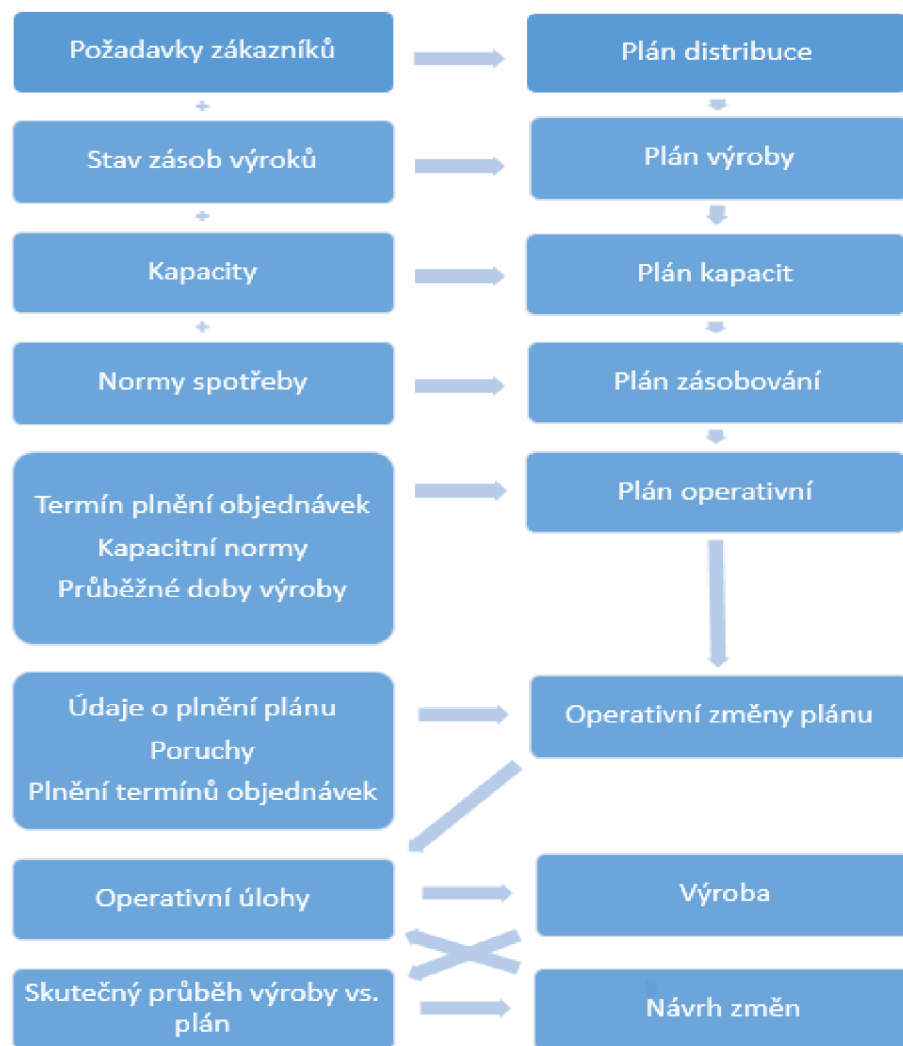 Požadavky zákazníků
Plán distribuce
+
Stav zásob výroků
Plán výroby
+
Kapacity
Plán kapacit
+
Normy spotřeby
Plán zásobování
Termín plnění objednávek
Kapacitní normy
Průběžné doby výroby
Plán operativní
Údaje o plnění plánu
Poruchy
Plnění termínů objednávek
Operativní změny plánu
Operativní úlohy
Výroba
Skutečný průběh výroby vs.
plán
Návrh změn